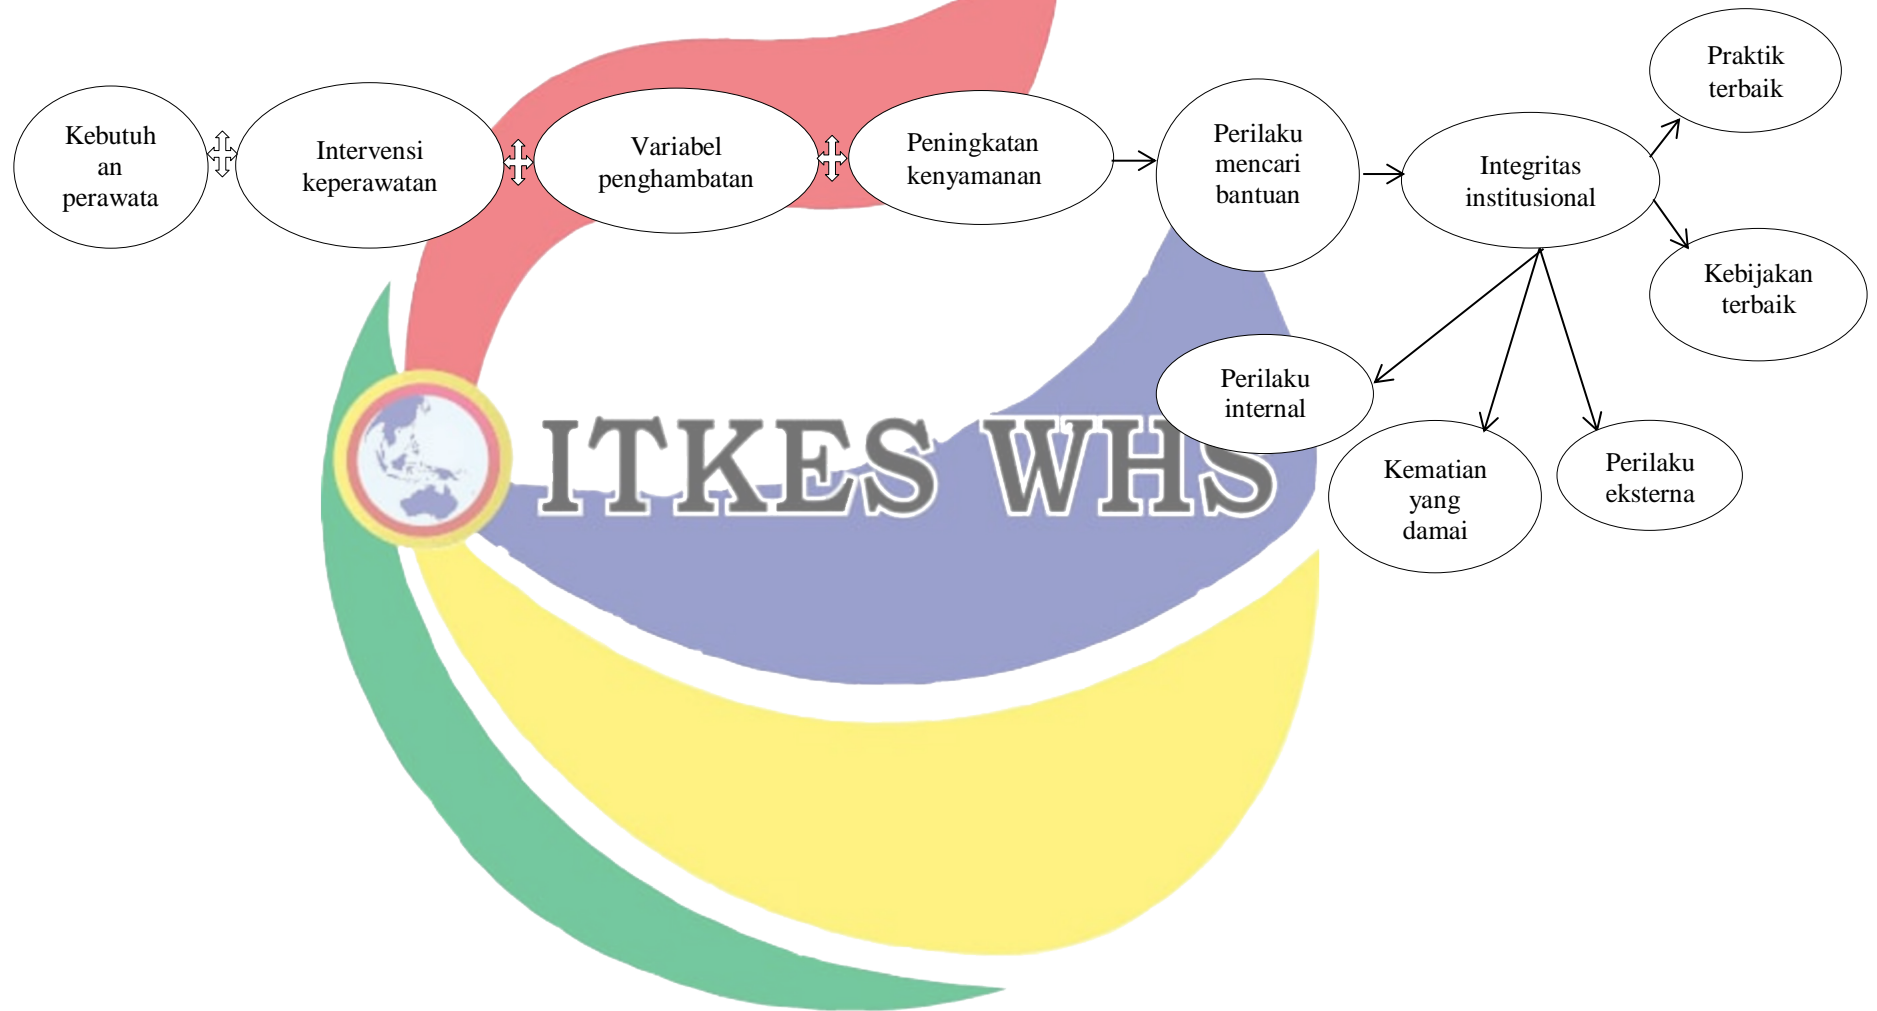 Kebutuh
an
perawata
Intervensi
keperawatan
Variabel
penghambatan
Peningkatan
kenyamanan
Perilaku
mencari
bantuan
Integritas
institusional
Praktik
terbaik
Kebijakan
terbaik
Perilaku
internal
Kematian
yang
damai
Perilaku
eksterna
ITKES WHS